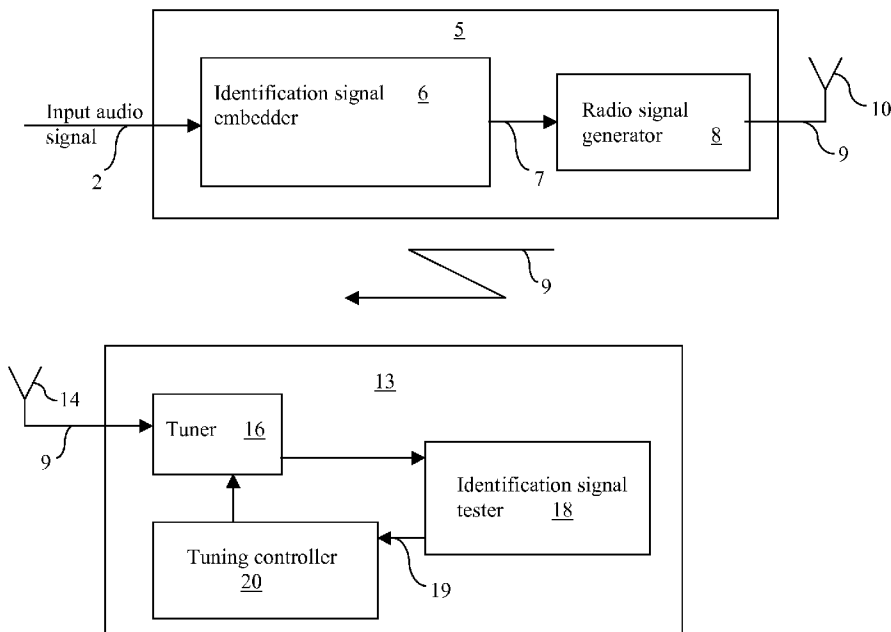 5
Identification signal
embedder
6
Input audio
signal
2
7
Radio signal
generator
8
9
10
9
14
9
13
Tuner
16
Identification signal
tester
18
Tuning controller
20
19